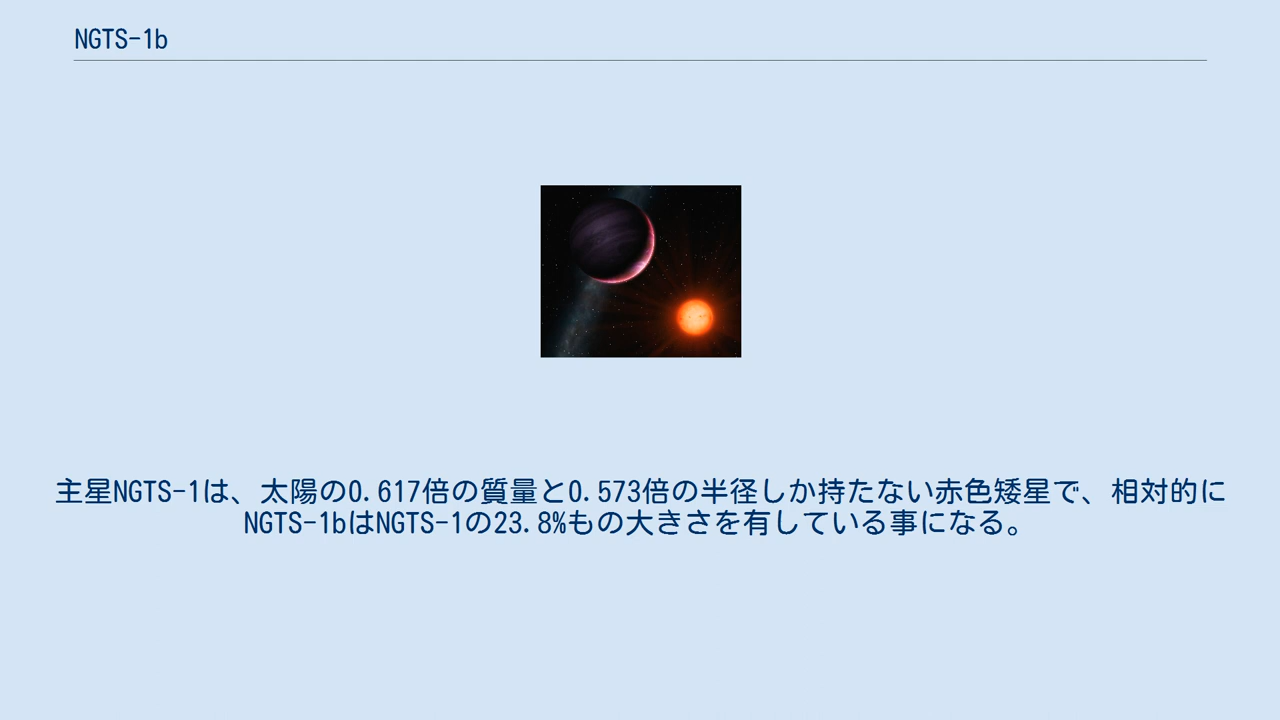 NGTS-1b
主星NGTS-1は、太陽の0.617倍の質量と0.573倍の半径しか持たない赤色矮星で、相対的に
NGTS-1bはNGTS-1の23.8%もの大きさを有している事になる。